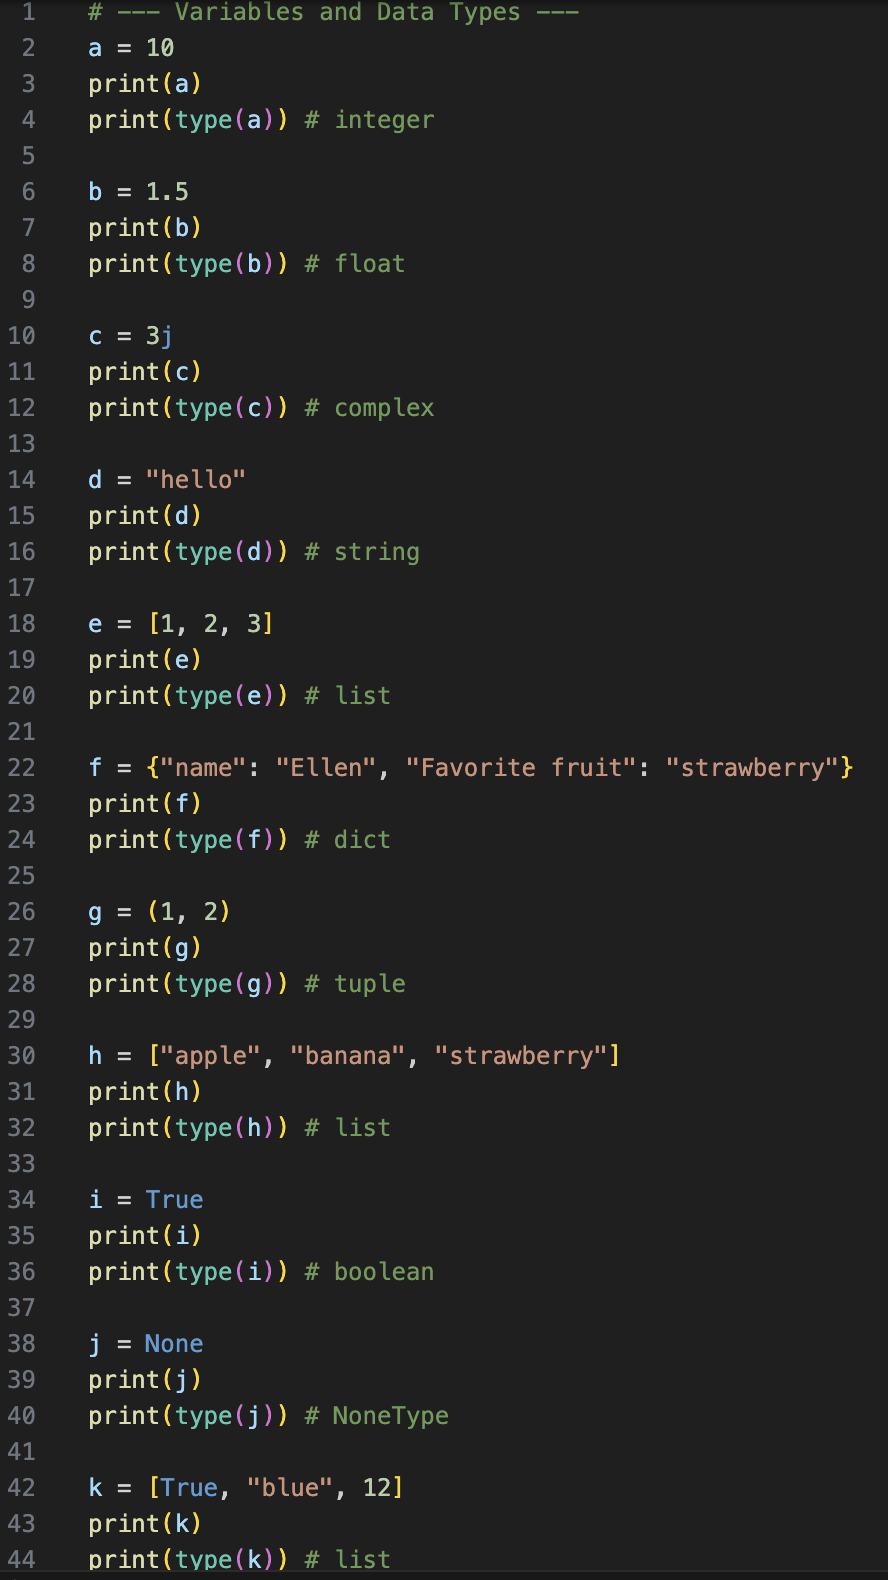 1 # --- Variables and Data Types ---
2 a = 10
3 print(a)
4 print(type(a)) # integer
5
6 b = 1.5
7 print(b)
8 print(type(b)) # float
9
10 c = 3j
11 print(c)
12 print(type(c)) # complex
13
14 d = "hello"
15 print(d)
16 print(type(d)) # string
17
18 e = [1, 2, 3]
19 print(e)
20 print(type(e)) # list
21
22 f = {"name": "Ellen", "Favorite fruit": "strawberry"}
23 print(f)
24 print(type(f)) # dict
25
26 g = (1, 2)
27 print(g)
28 print(type(g)) # tuple
29
30 h = ["apple", "banana", "strawberry"]
31 print(h)
32 print(type(h)) # list
33
34 i = True
35 print(i)
36 print(type(i)) # boolean
37
38 j = None
39 print(j)
40 print(type(j)) # NoneType
41
42 k = [True, "blue", 12]
43 print(k)
44 print(type(k)) # list